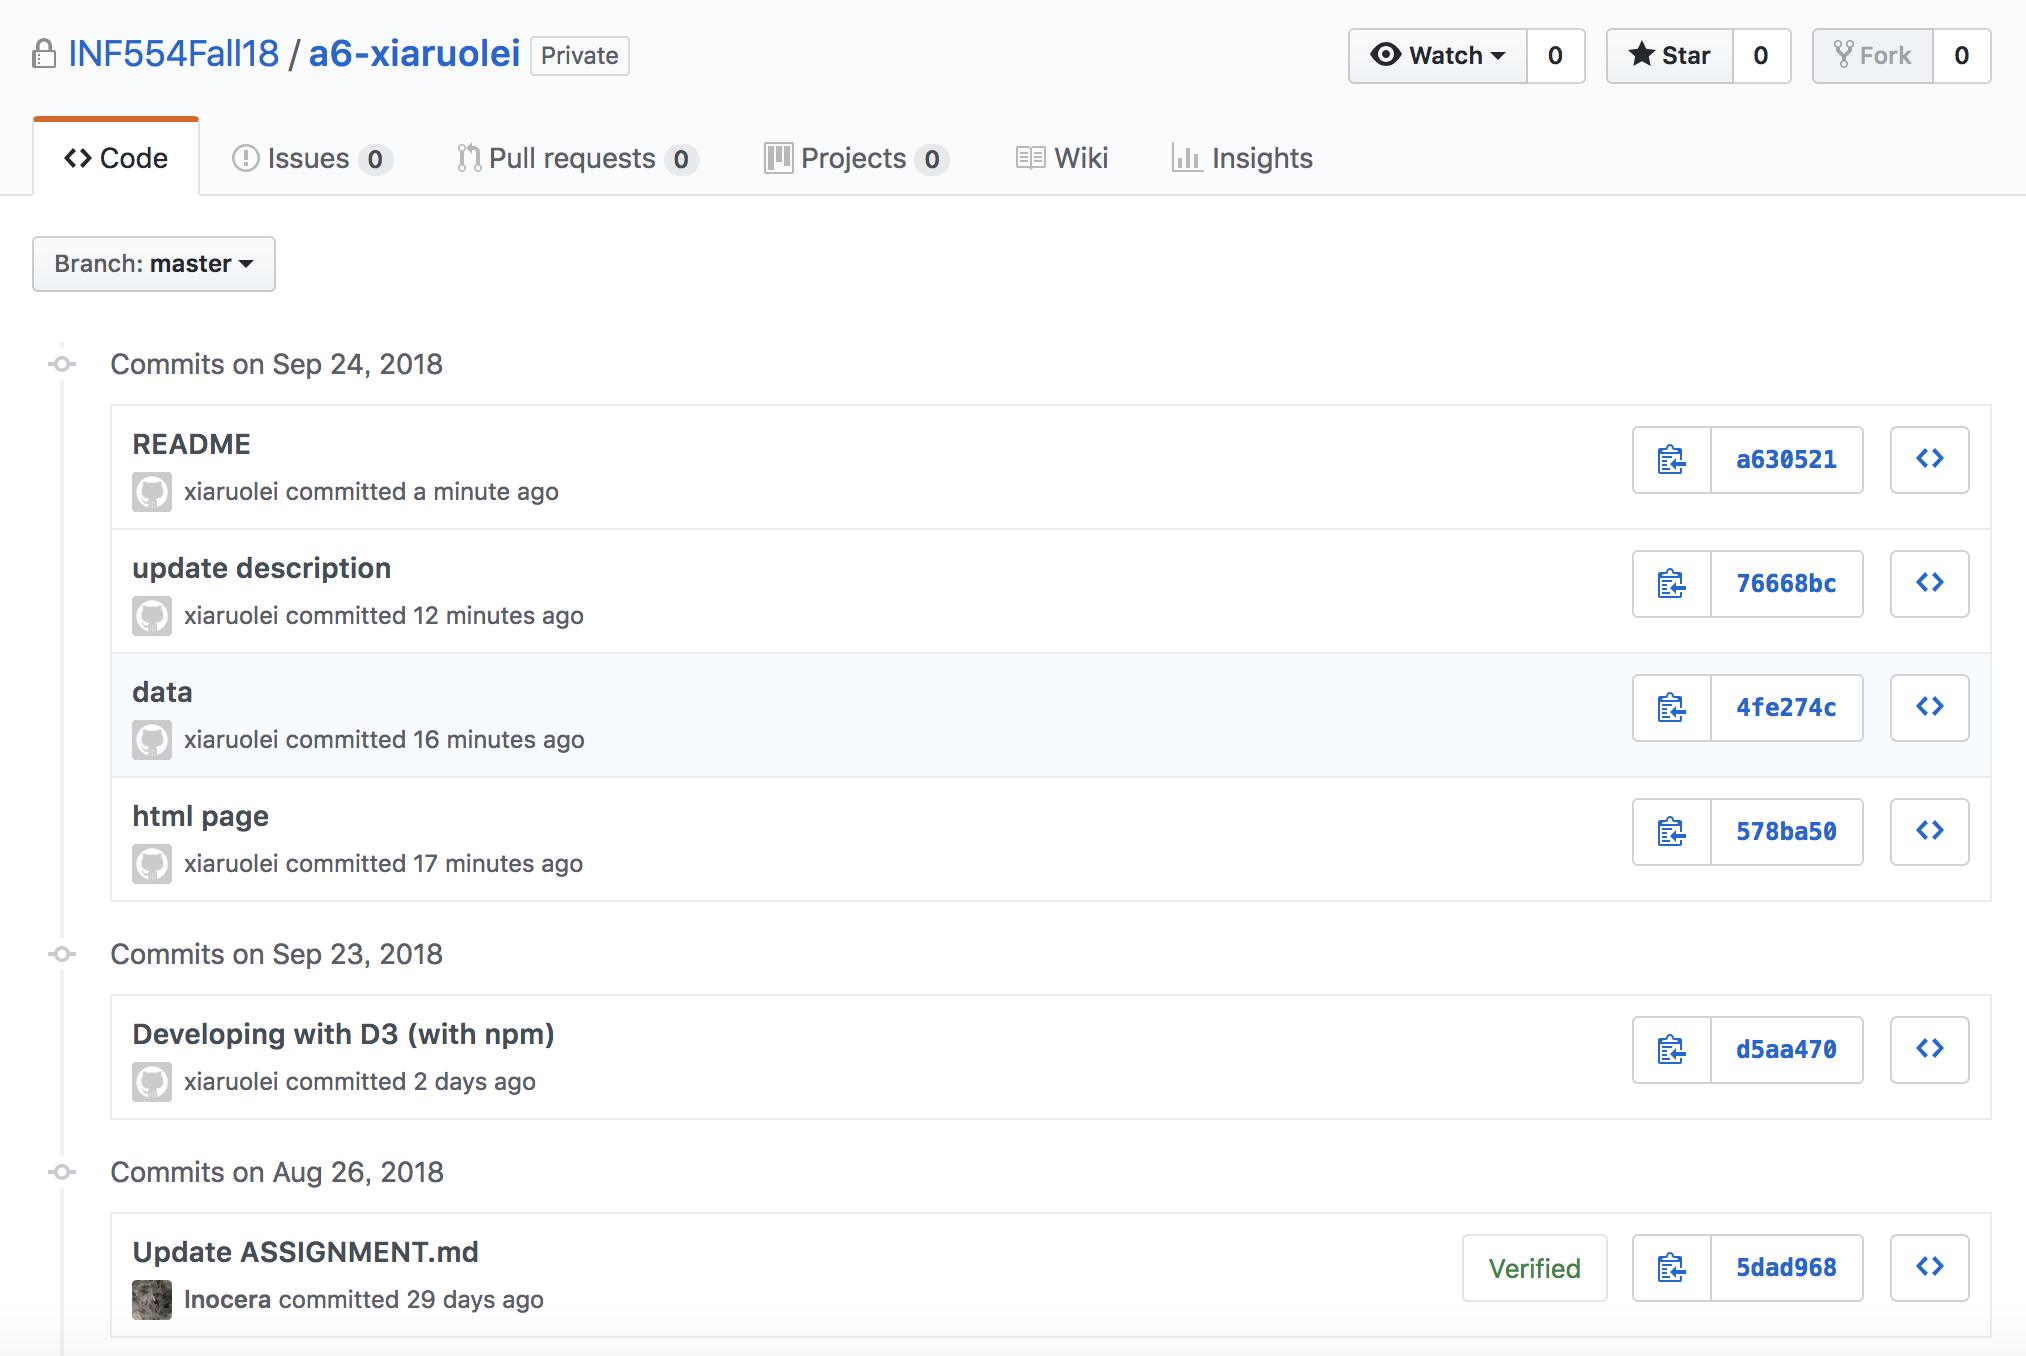 INF554Fall18 / a6-xiaruolei Private Watch 0 Star 0 Fork 0
Code Issues 0 Pull requests 0 Projects 0 Wiki Insights
Branch: master
Commits on Sep 24, 2018
README
xiaruolei committed a minute ago a630521
update description
xiaruolei committed 12 minutes ago 76668bc
data
xiaruolei committed 16 minutes ago 4fe274c
html page
xiaruolei committed 17 minutes ago 578ba50
Commits on Sep 23, 2018
Developing with D3 (with npm)
xiaruolei committed 2 days ago d5aa470
Commits on Aug 26, 2018
Update ASSIGNMENT.md Verified 5dad968
lnocera committed 29 days ago